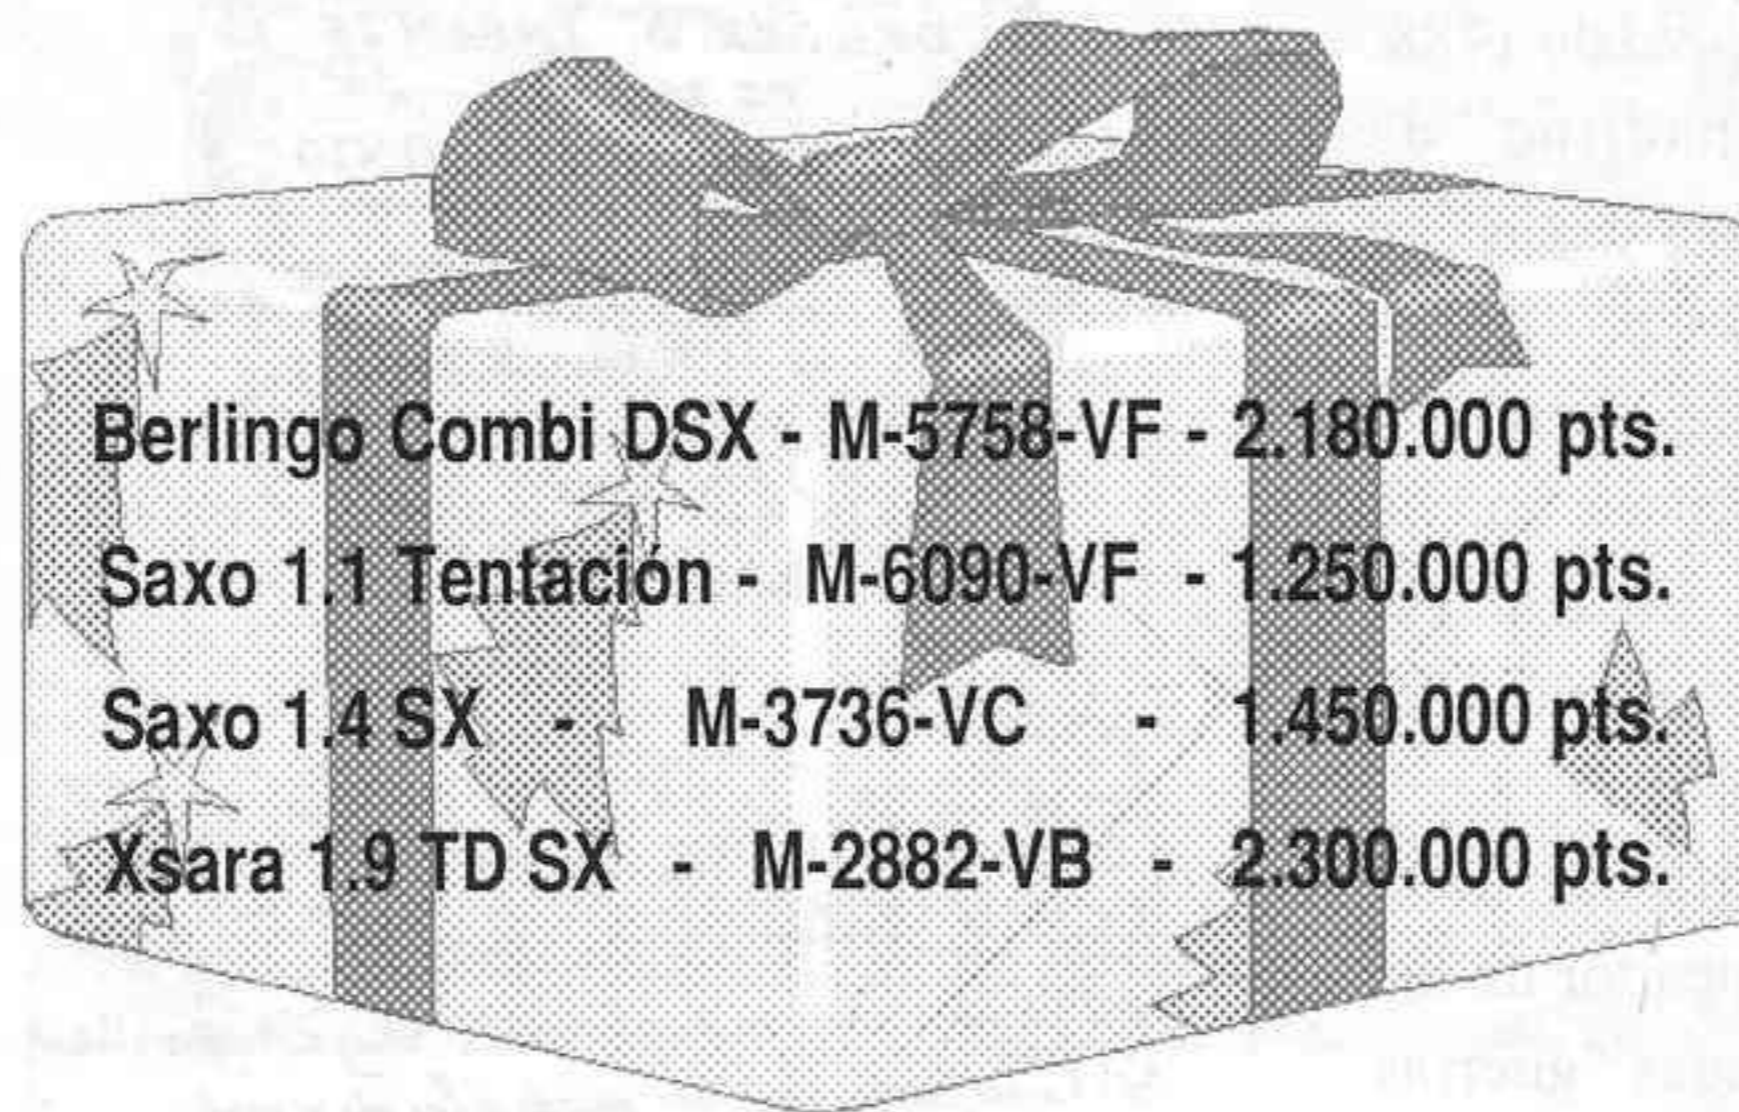 Berlingo Combi DSX - M-5758-VF - 2.180.000 pts.
Saxo 1.1 Tentación - M-6090-VF - 1.250.000 pts.
Saxo 1.4 SX - M-3736-VC - 1.450.000 pts.
Xsara 1.9 TD SX - M-2882-VB - 2.300.000 pts.